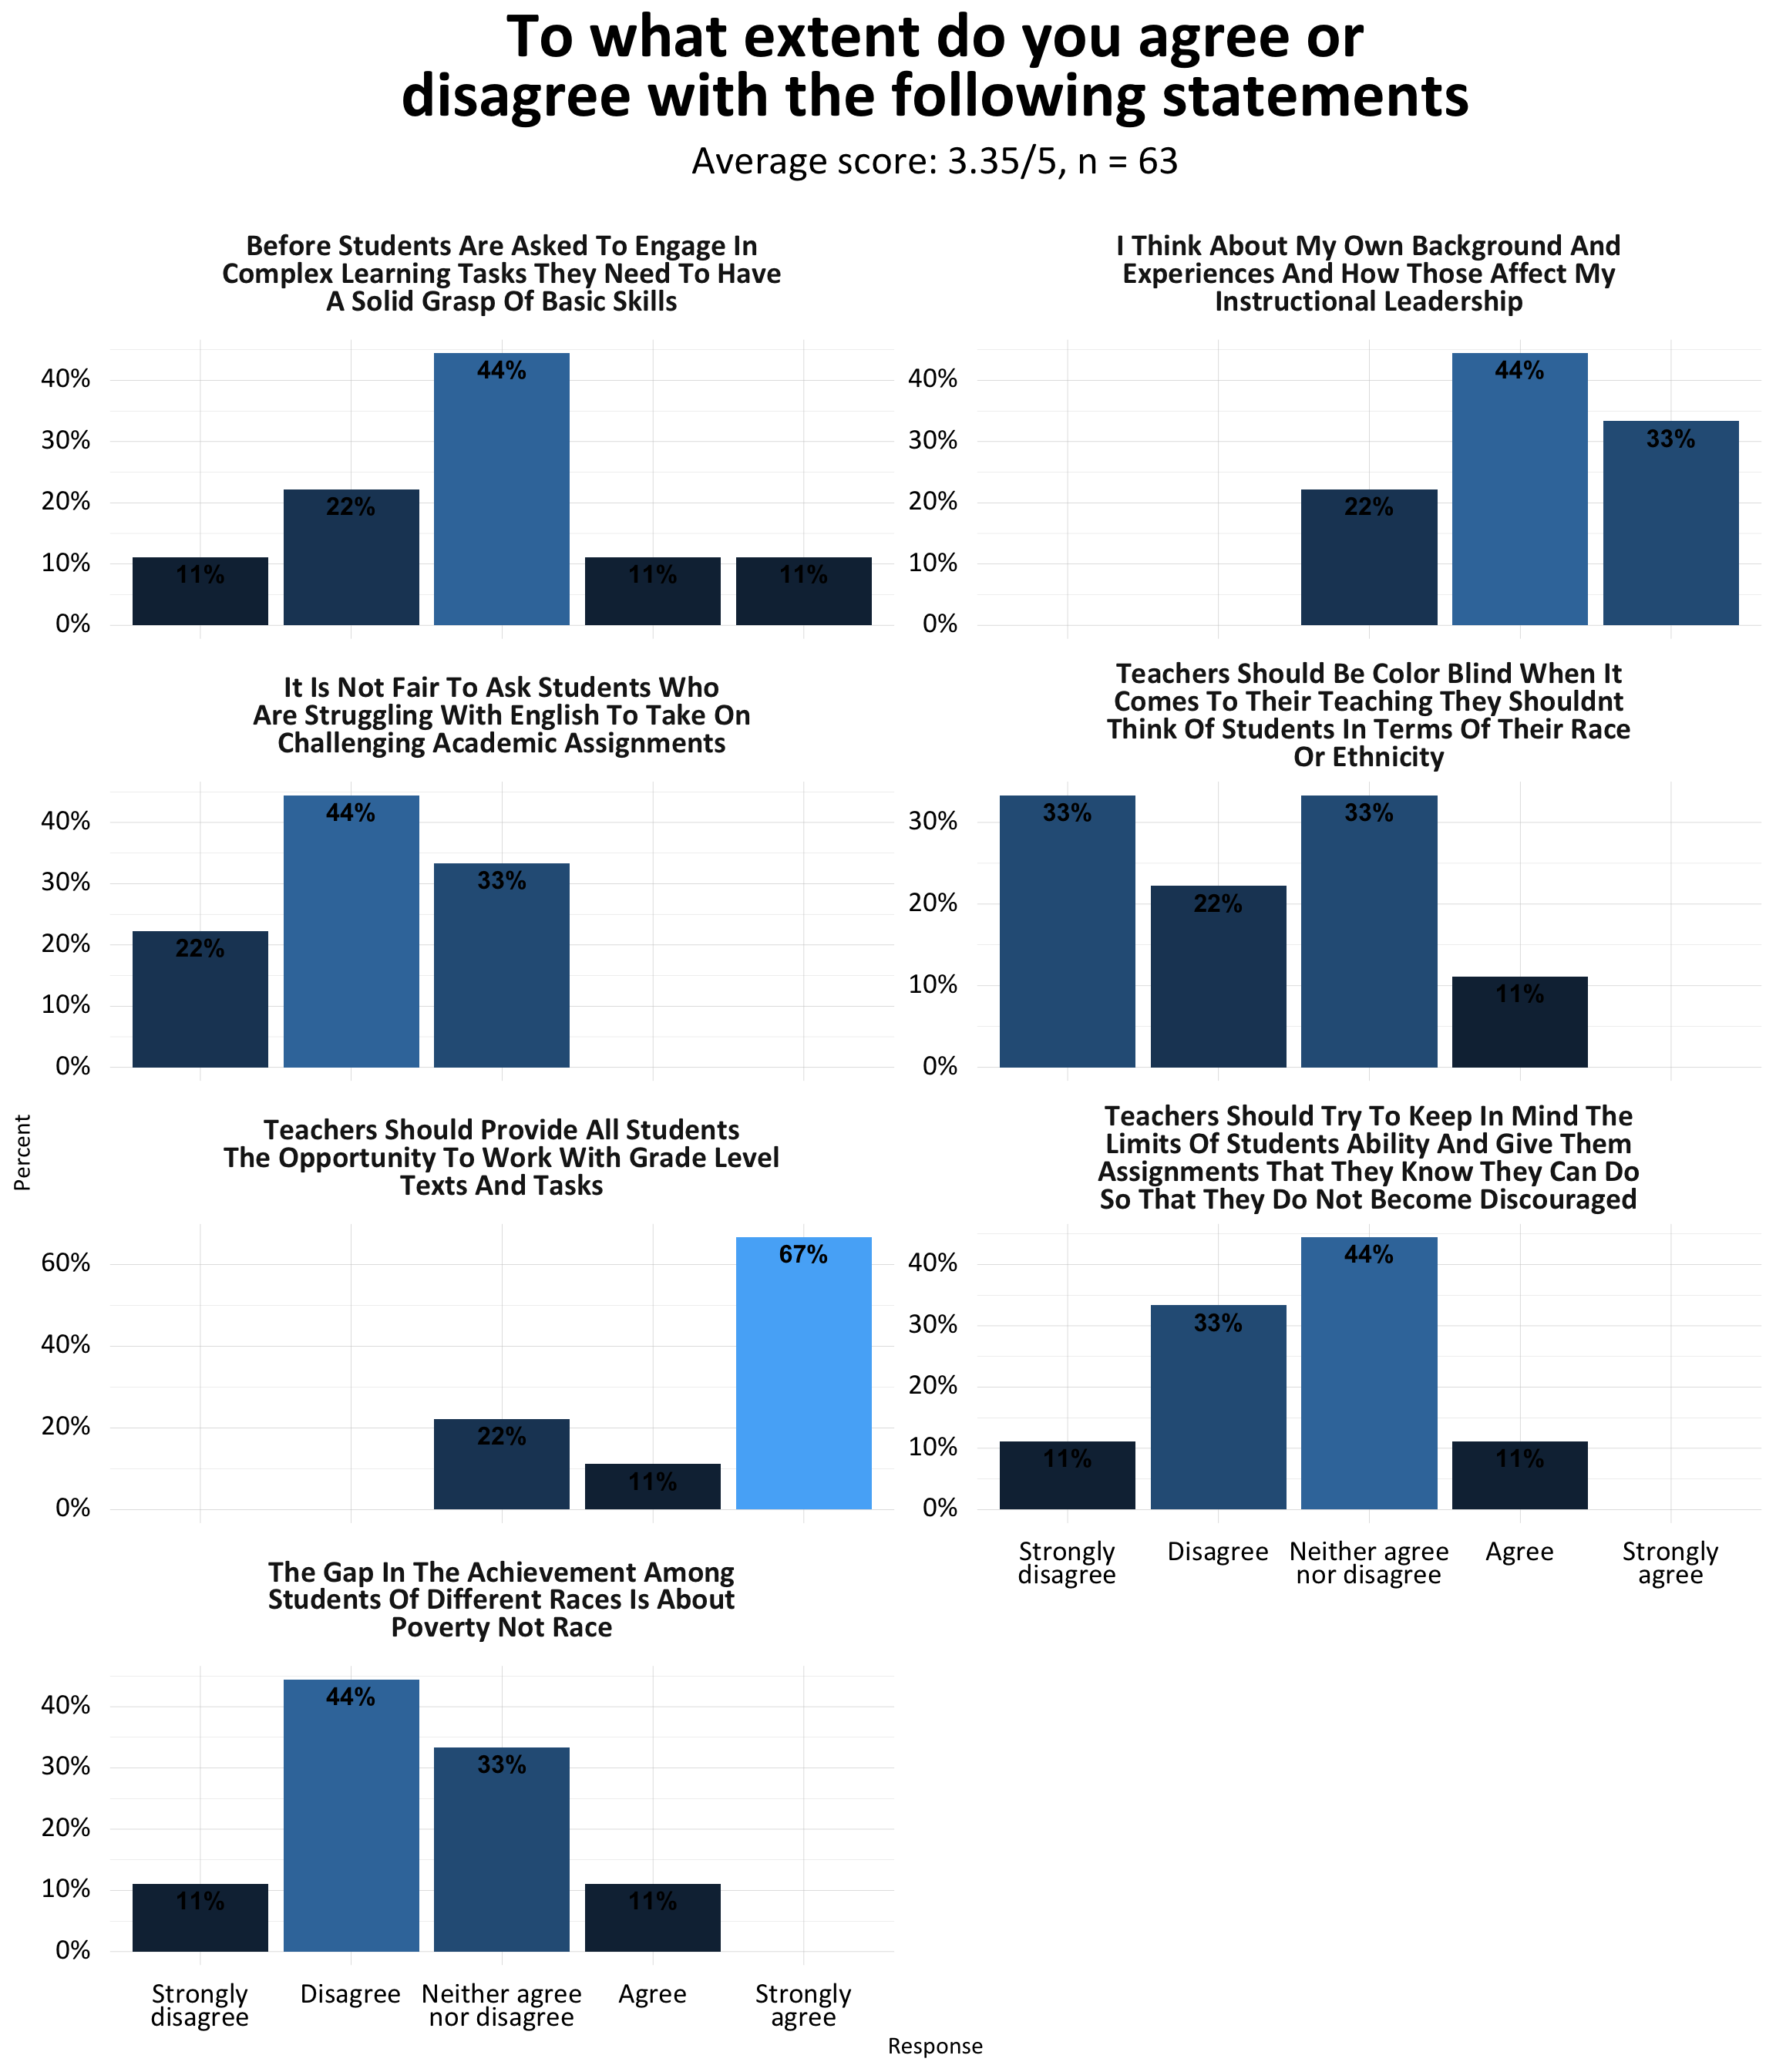 To what extent do you agree or
disagree with the following statements
Average score: 3.35/5, n = 63
Before Students Are Asked To Engage In
Complex Learning Tasks They Need To Have
A Solid Grasp Of Basic Skills
40%
30%
20%
10%
0%
11%
22%
44%
11%
11%
I Think About My Own Background And
Experiences And How Those Affect My
Instructional Leadership
40%
30%
20%
10%
0%
22%
44%
33%
It Is Not Fair To Ask Students Who
Are Struggling With English To Take On
Challenging Academic Assignments
40%
30%
20%
10%
0%
22%
44%
33%
Teachers Should Be Color Blind When It
Comes To Their Teaching They Shouldnt
Think Of Students In Terms Of Their Race
Or Ethnicity
30%
20%
10%
0%
33%
22%
33%
11%
Percent
Teachers Should Provide All Students
The Opportunity To Work With Grade Level
Texts And Tasks
60%
40%
20%
0%
22%
11%
67%
Teachers Should Try To Keep In Mind The
Limits Of Students Ability And Give Them
Assignments That They Know They Can Do
So That They Do Not Become Discouraged
40%
30%
20%
10%
0%
11%
33%
44%
11%
Strongly disagree
Disagree
Neither agree nor disagree
Agree
Strongly agree
The Gap In The Achievement Among
Students Of Different Races Is About
Poverty Not Race
40%
30%
20%
10%
0%
11%
44%
33%
11%
Strongly disagree
Disagree
Neither agree nor disagree
Agree
Strongly agree
Response